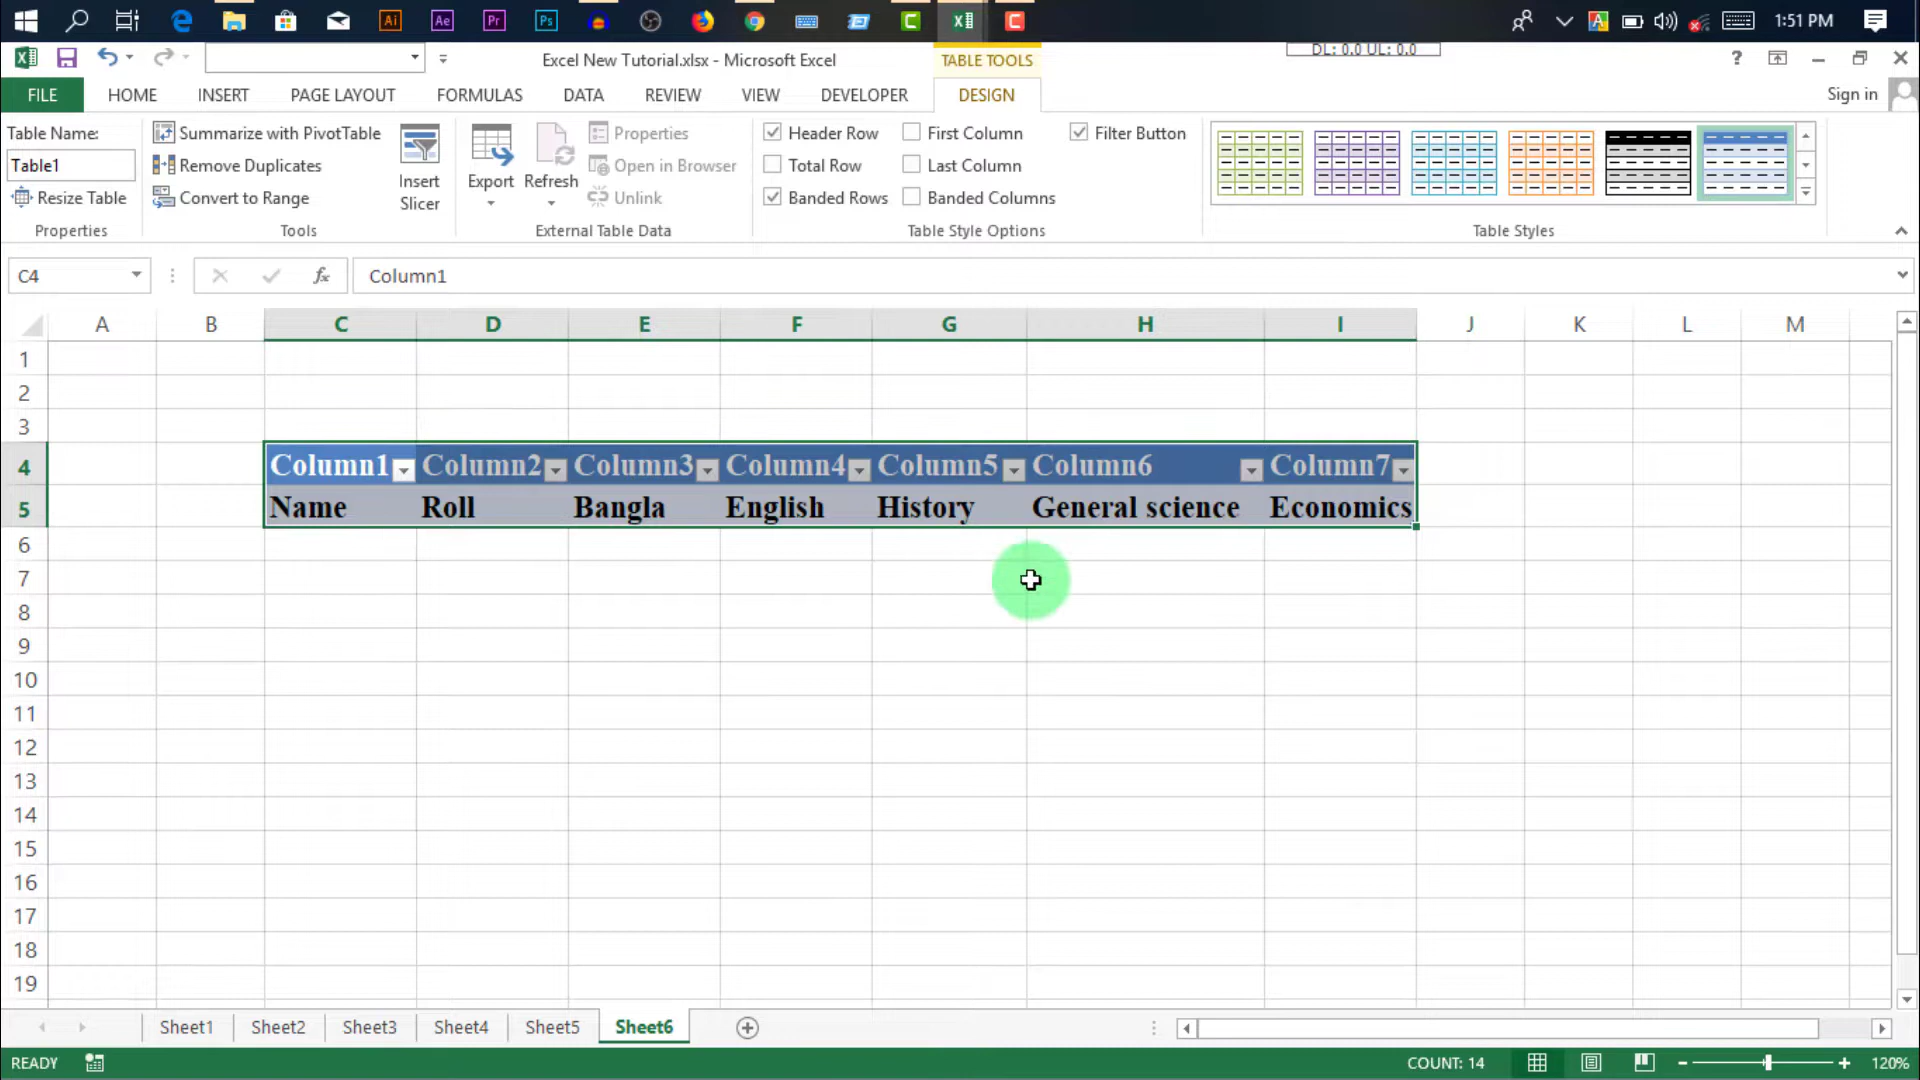 Ai Ae Pr Ps 1:51 PM
Excel New Tutorial.xlsx - Microsoft Excel TABLE TOOLS DL: 0.0 UL: 0.0 ?
FILE HOME INSERT PAGE LAYOUT FORMULAS DATA REVIEW VIEW DEVELOPER DESIGN Sign in
Table Name: Summarize with PivotTable Properties Header Row First Column Filter Button
Table1 Remove Duplicates Insert Slicer Export Refresh Open in Browser Total Row Last Column
Resize Table Convert to Range Unlink Banded Rows Banded Columns
Properties Tools External Table Data Table Style Options Table Styles
C4 fx Column1
A B C D E F G H I J K L M
1
2
3
4 Column1 Column2 Column3 Column4 Column5 Column6 Column7
5 Name Roll Bangla English History General science Economics
6
7
8
9
10
11
12
13
14
15
16
17
18
19
Sheet1 Sheet2 Sheet3 Sheet4 Sheet5 Sheet6
READY COUNT: 14 120%